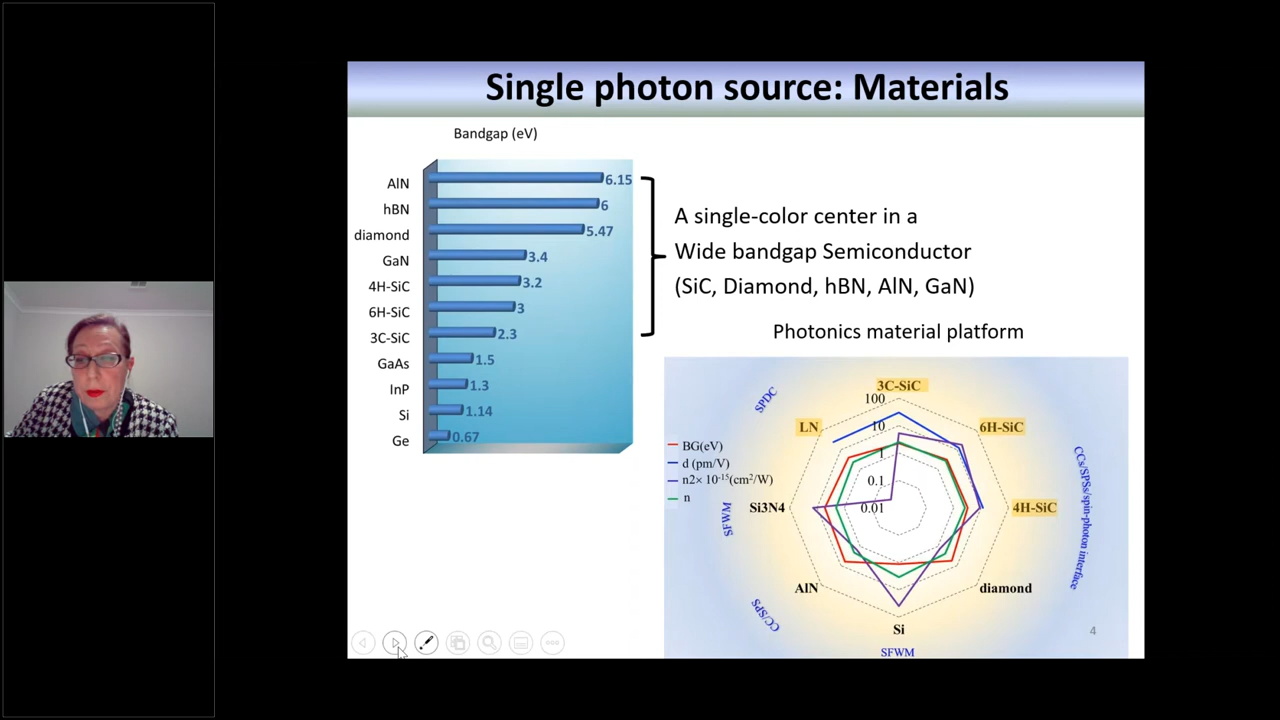 Single photon source: Materials
Bandgap (eV)
AlN 6.15
hBN 6
diamond 5.47
GaN 3.4
4H-SiC 3.2
6H-SiC 3
3C-SiC 2.3
GaAs 1.5
InP 1.3
Si 1.14
Ge 0.67
A single-color center in a
Wide bandgap Semiconductor
(SiC, Diamond, hBN, AlN, GaN)
Photonics material platform
BG(eV)
d (pm/V)
n2× 10⁻¹⁵(cm²/W)
n
3C-SiC
6H-SiC
4H-SiC
diamond
Si
AlN
Si3N4
LN
100
10
1
0.1
0.01
SPDC
SFWM
CC/SPS
SFWM
CCs/SPSs/spin-photon interface
4